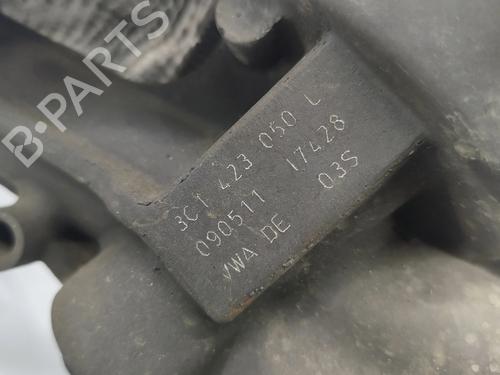 B-PARTS
3C1 423 050 L
090511 17428
VWA DE 03S